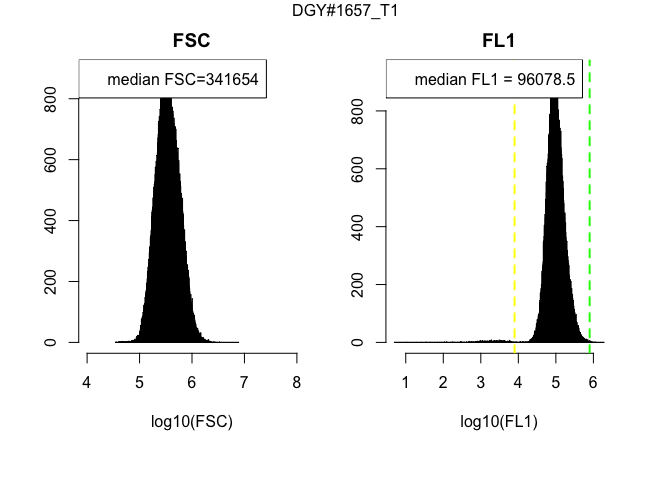 DGY#1657_T1
FSC
median FSC=341654
0 200 400 600 800
4 5 6 7 8
log10(FSC)
FL1
median FL1 = 96078.5
0 200 400 600 800
1 2 3 4 5 6
log10(FL1)